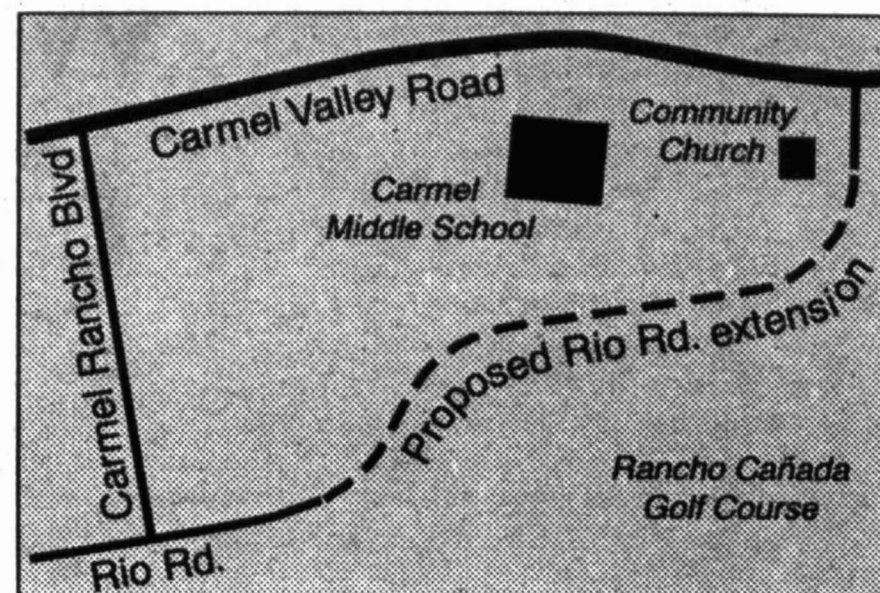 Carmel Valley Road
Community
Church
Carmel
Middle School
Carmel Rancho Blvd
Proposed Rio Rd. extension
Rancho Cañada
Golf Course
Rio Rd.